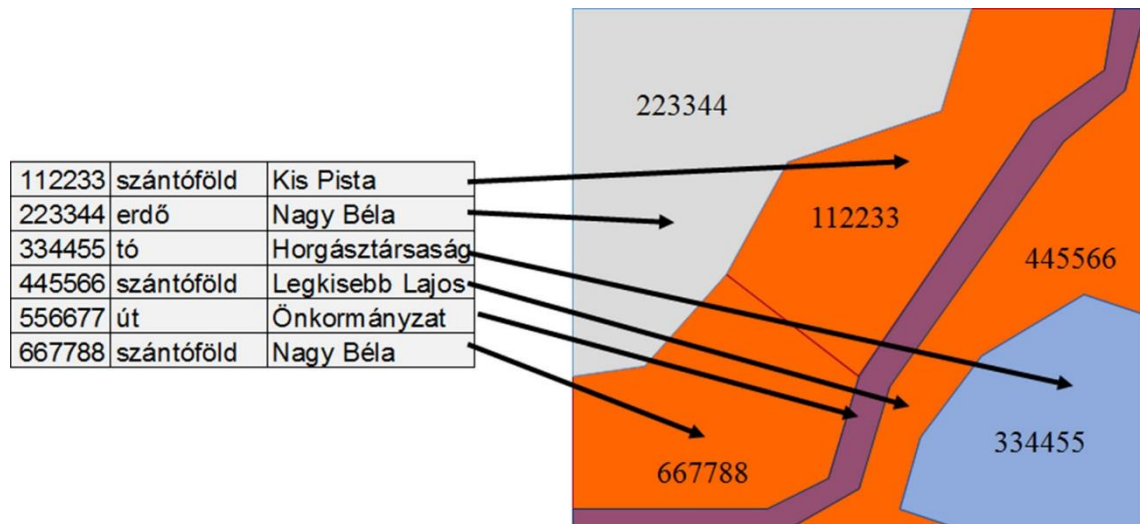 112233 szántóföld Kis Pista
223344 erdő Nagy Béla
334455 tó Horgásztársaság
445566 szántóföld Legkisebb Lajos
556677 út Önkormányzat
667788 szántóföld Nagy Béla
223344
112233
445566
334455
667788